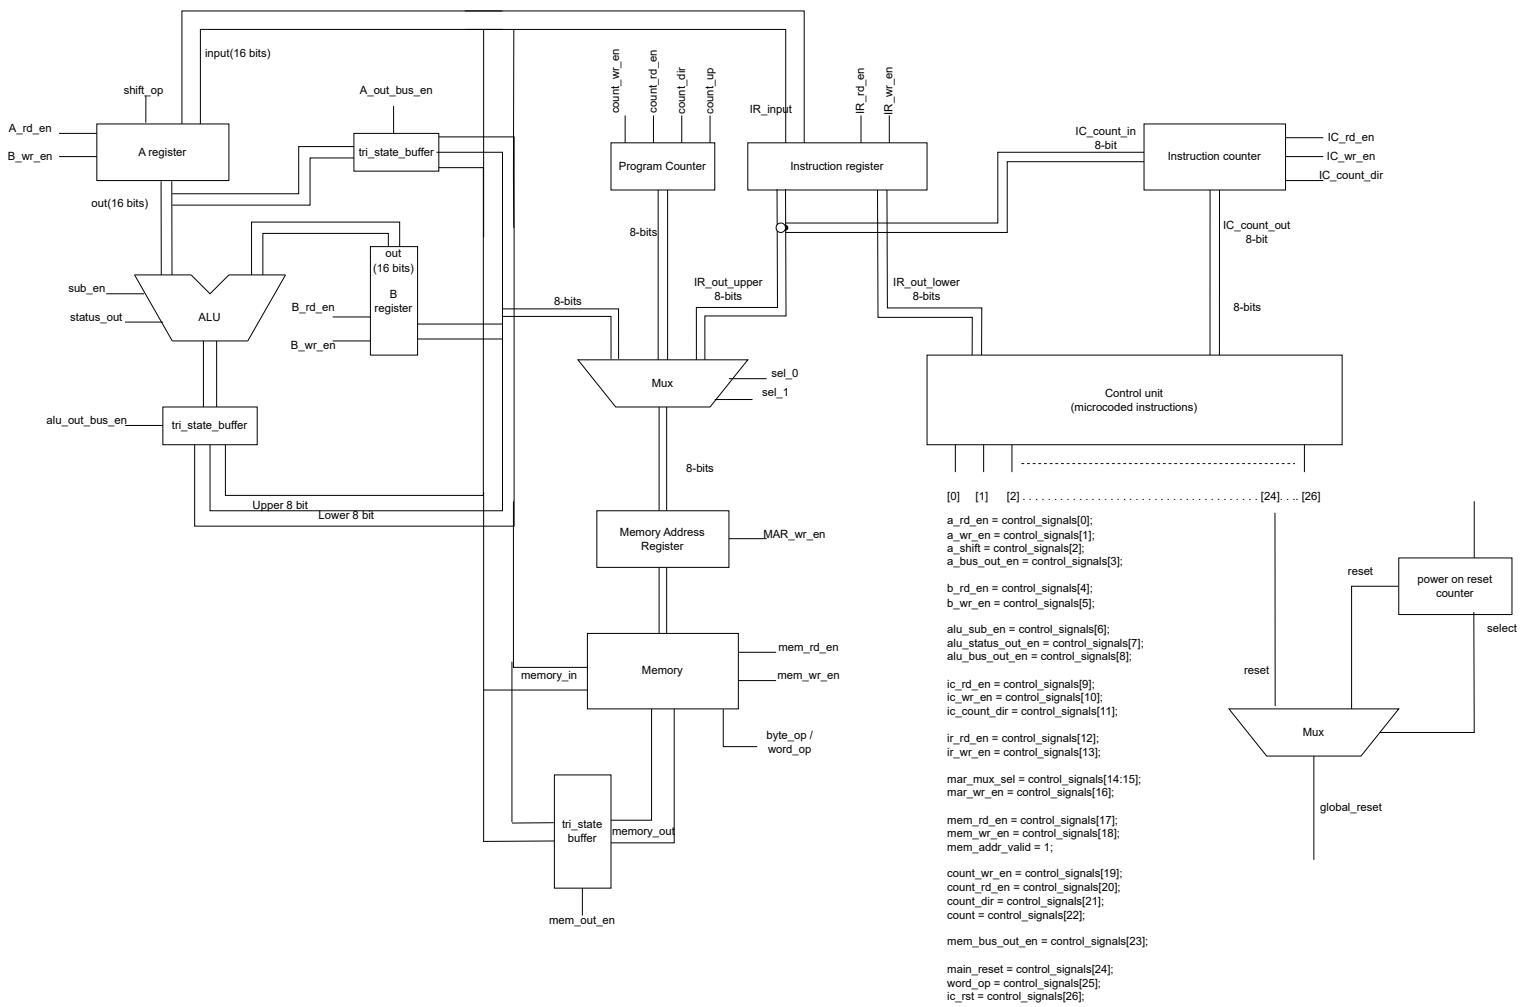 input(16 bits)
shift_op
A_rd_en
B_wr_en
A register
out(16 bits)
A_out_bus_en
tri_state_buffer
count_wr_en
count_rd_en
count_dir
count_up
Program Counter
IR_input
IR_rd_en
IR_wr_en
Instruction register
IC_count_in
8-bit
Instruction counter
IC_rd_en
IC_wr_en
IC_count_dir
IC_count_out
8-bit
8-bits
out
(16 bits)
B
register
B_rd_en
B_wr_en
sub_en
status_out
ALU
alu_out_bus_en
tri_state_buffer
Upper 8 bit
Lower 8 bit
8-bits
8-bits
IR_out_upper
8-bits
IR_out_lower
8-bits
Mux
sel_0
sel_1
8-bits
Control unit
(microcoded instructions)
Memory Address
Register
MAR_wr_en
Memory
memory_in
mem_rd_en
mem_wr_en
byte_op /
word_op
tri_state
buffer
memory_out
mem_out_en
[0] [1] [2] . . . . . . . . . . . . . . . . . . . . . . . . . . . . . . . . . . . . . . [24]. . .. [26]
a_rd_en = control_signals[0];
a_wr_en = control_signals[1];
a_shift = control_signals[2];
a_bus_out_en = control_signals[3];
b_rd_en = control_signals[4];
b_wr_en = control_signals[5];
alu_sub_en = control_signals[6];
alu_status_out_en = control_signals[7];
alu_bus_out_en = control_signals[8];
ic_rd_en = control_signals[9];
ic_wr_en = control_signals[10];
ic_count_dir = control_signals[11];
ir_rd_en = control_signals[12];
ir_wr_en = control_signals[13];
mar_mux_sel = control_signals[14:15];
mar_wr_en = control_signals[16];
mem_rd_en = control_signals[17];
mem_wr_en = control_signals[18];
mem_addr_valid = 1;
count_wr_en = control_signals[19];
count_rd_en = control_signals[20];
count_dir = control_signals[21];
count = control_signals[22];
mem_bus_out_en = control_signals[23];
main_reset = control_signals[24];
word_op = control_signals[25];
ic_rst = control_signals[26];
power on reset
counter
reset
select
reset
Mux
global_reset